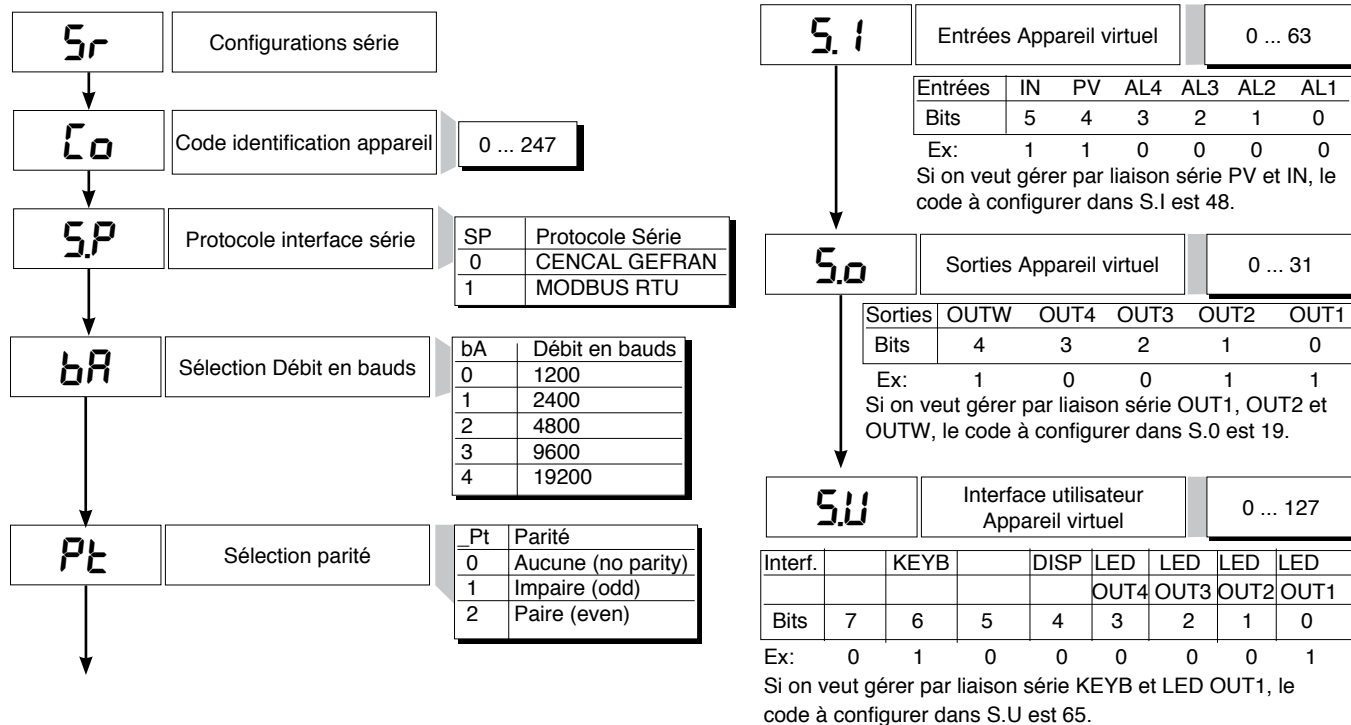 Sr
Configurations série
Co
Code identification appareil
0 ... 247
S.P
Protocole interface série
SP Protocole Série
0 CENCAL GEFRAN
1 MODBUS RTU
bA
Sélection Débit en bauds
bA Débit en bauds
0 1200
1 2400
2 4800
3 9600
4 19200
Pt
Sélection parité
_Pt Parité
0 Aucune (no parity)
1 Impaire (odd)
2 Paire (even)
S.I
Entrées Appareil virtuel
0 ... 63
Entrées IN PV AL4 AL3 AL2 AL1
Bits 5 4 3 2 1 0
Ex: 1 1 0 0 0 0
Si on veut gérer par liaison série PV et IN, le
code à configurer dans S.I est 48.
S.o
Sorties Appareil virtuel
0 ... 31
Sorties OUTW OUT4 OUT3 OUT2 OUT1
Bits 4 3 2 1 0
Ex: 1 0 0 1 1
Si on veut gérer par liaison série OUT1, OUT2 et
OUTW, le code à configurer dans S.0 est 19.
S.U
Interface utilisateur
Appareil virtuel
0 ... 127
Interf. KEYB DISP LED LED LED LED
OUT4 OUT3 OUT2 OUT1
Bits 7 6 5 4 3 2 1 0
Ex: 0 1 0 0 0 0 0 1
Si on veut gérer par liaison série KEYB et LED OUT1, le
code à configurer dans S.U est 65.